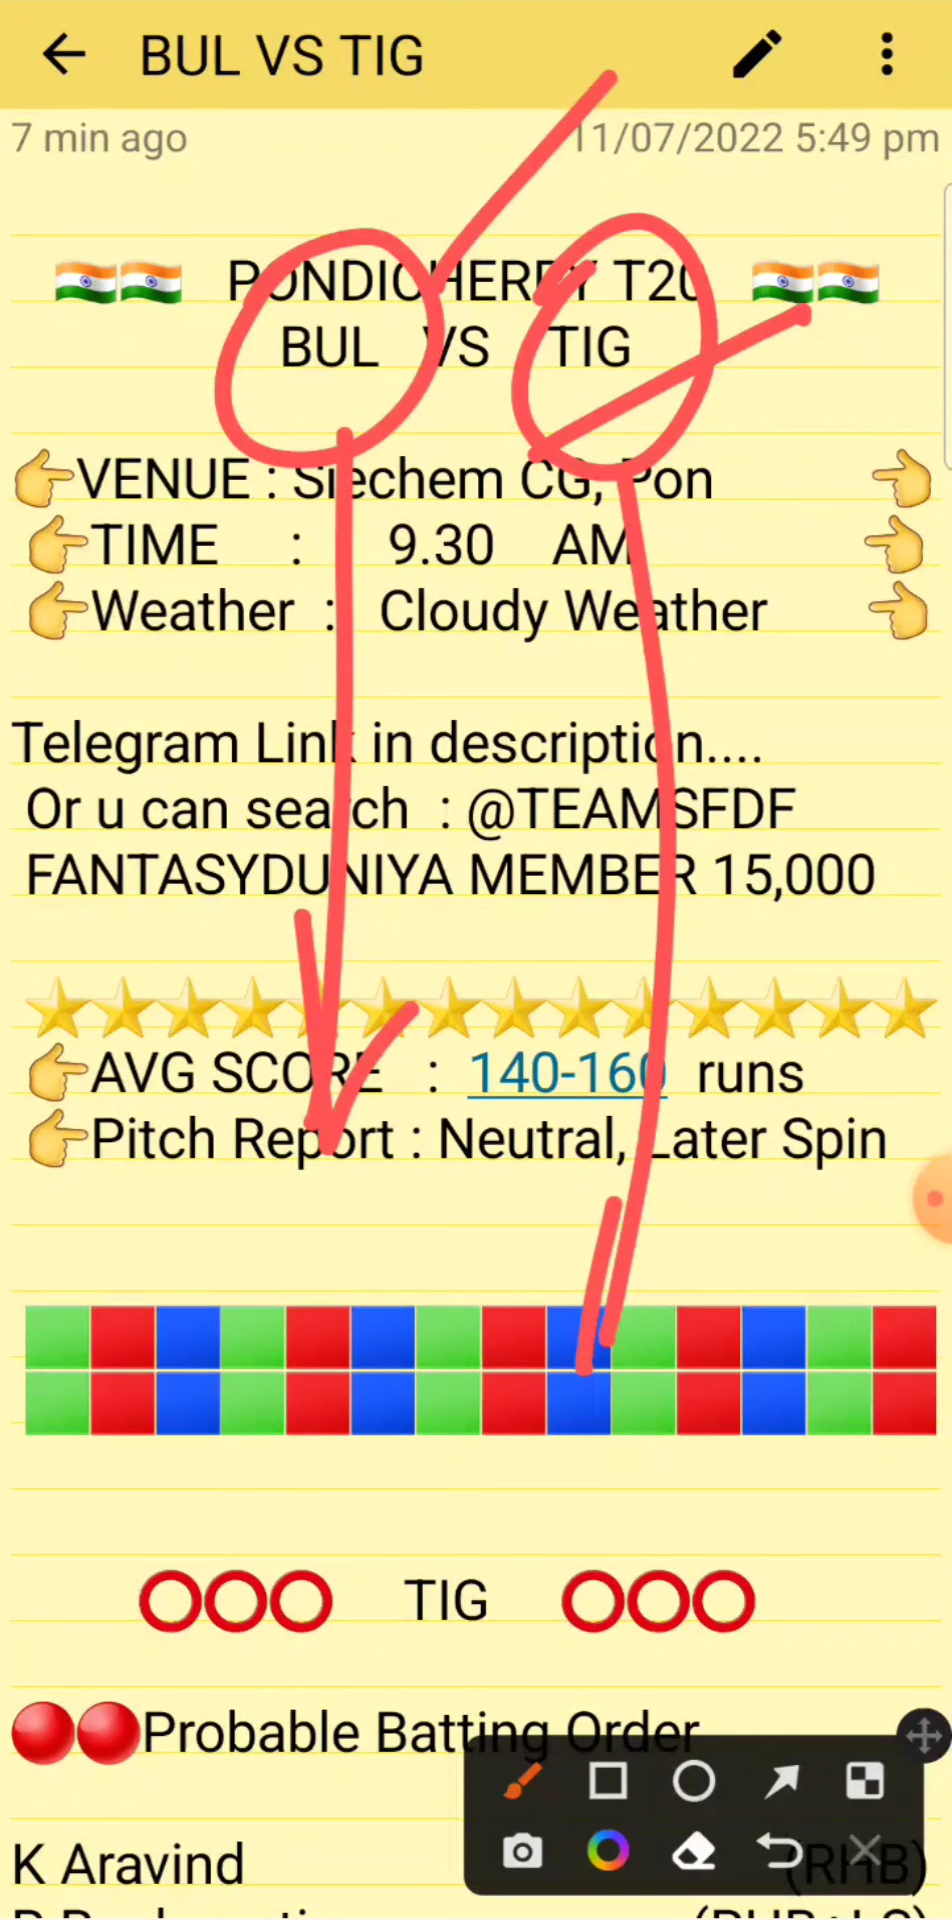 BUL VS TIG
7 min ago 11/07/2022 5:49 pm
🇮🇳🇮🇳 PONDICHERRY T20 🇮🇳🇮🇳
BUL VS TIG
👉VENUE : Siechem CG, Pon 👈
👉TIME : 9.30 AM 👈
👉Weather : Cloudy Weather 👈
Telegram Link in description....
Or u can search : @TEAMSFDF
FANTASYDUNIYA MEMBER 15,000
⭐⭐⭐⭐⭐⭐⭐⭐⭐⭐⭐⭐⭐⭐
👉AVG SCORE : 140-160 runs
👉Pitch Report : Neutral, Later Spin
⭕⭕⭕ TIG ⭕⭕⭕
🔴🔴Probable Batting Order
K Aravind (RHB)